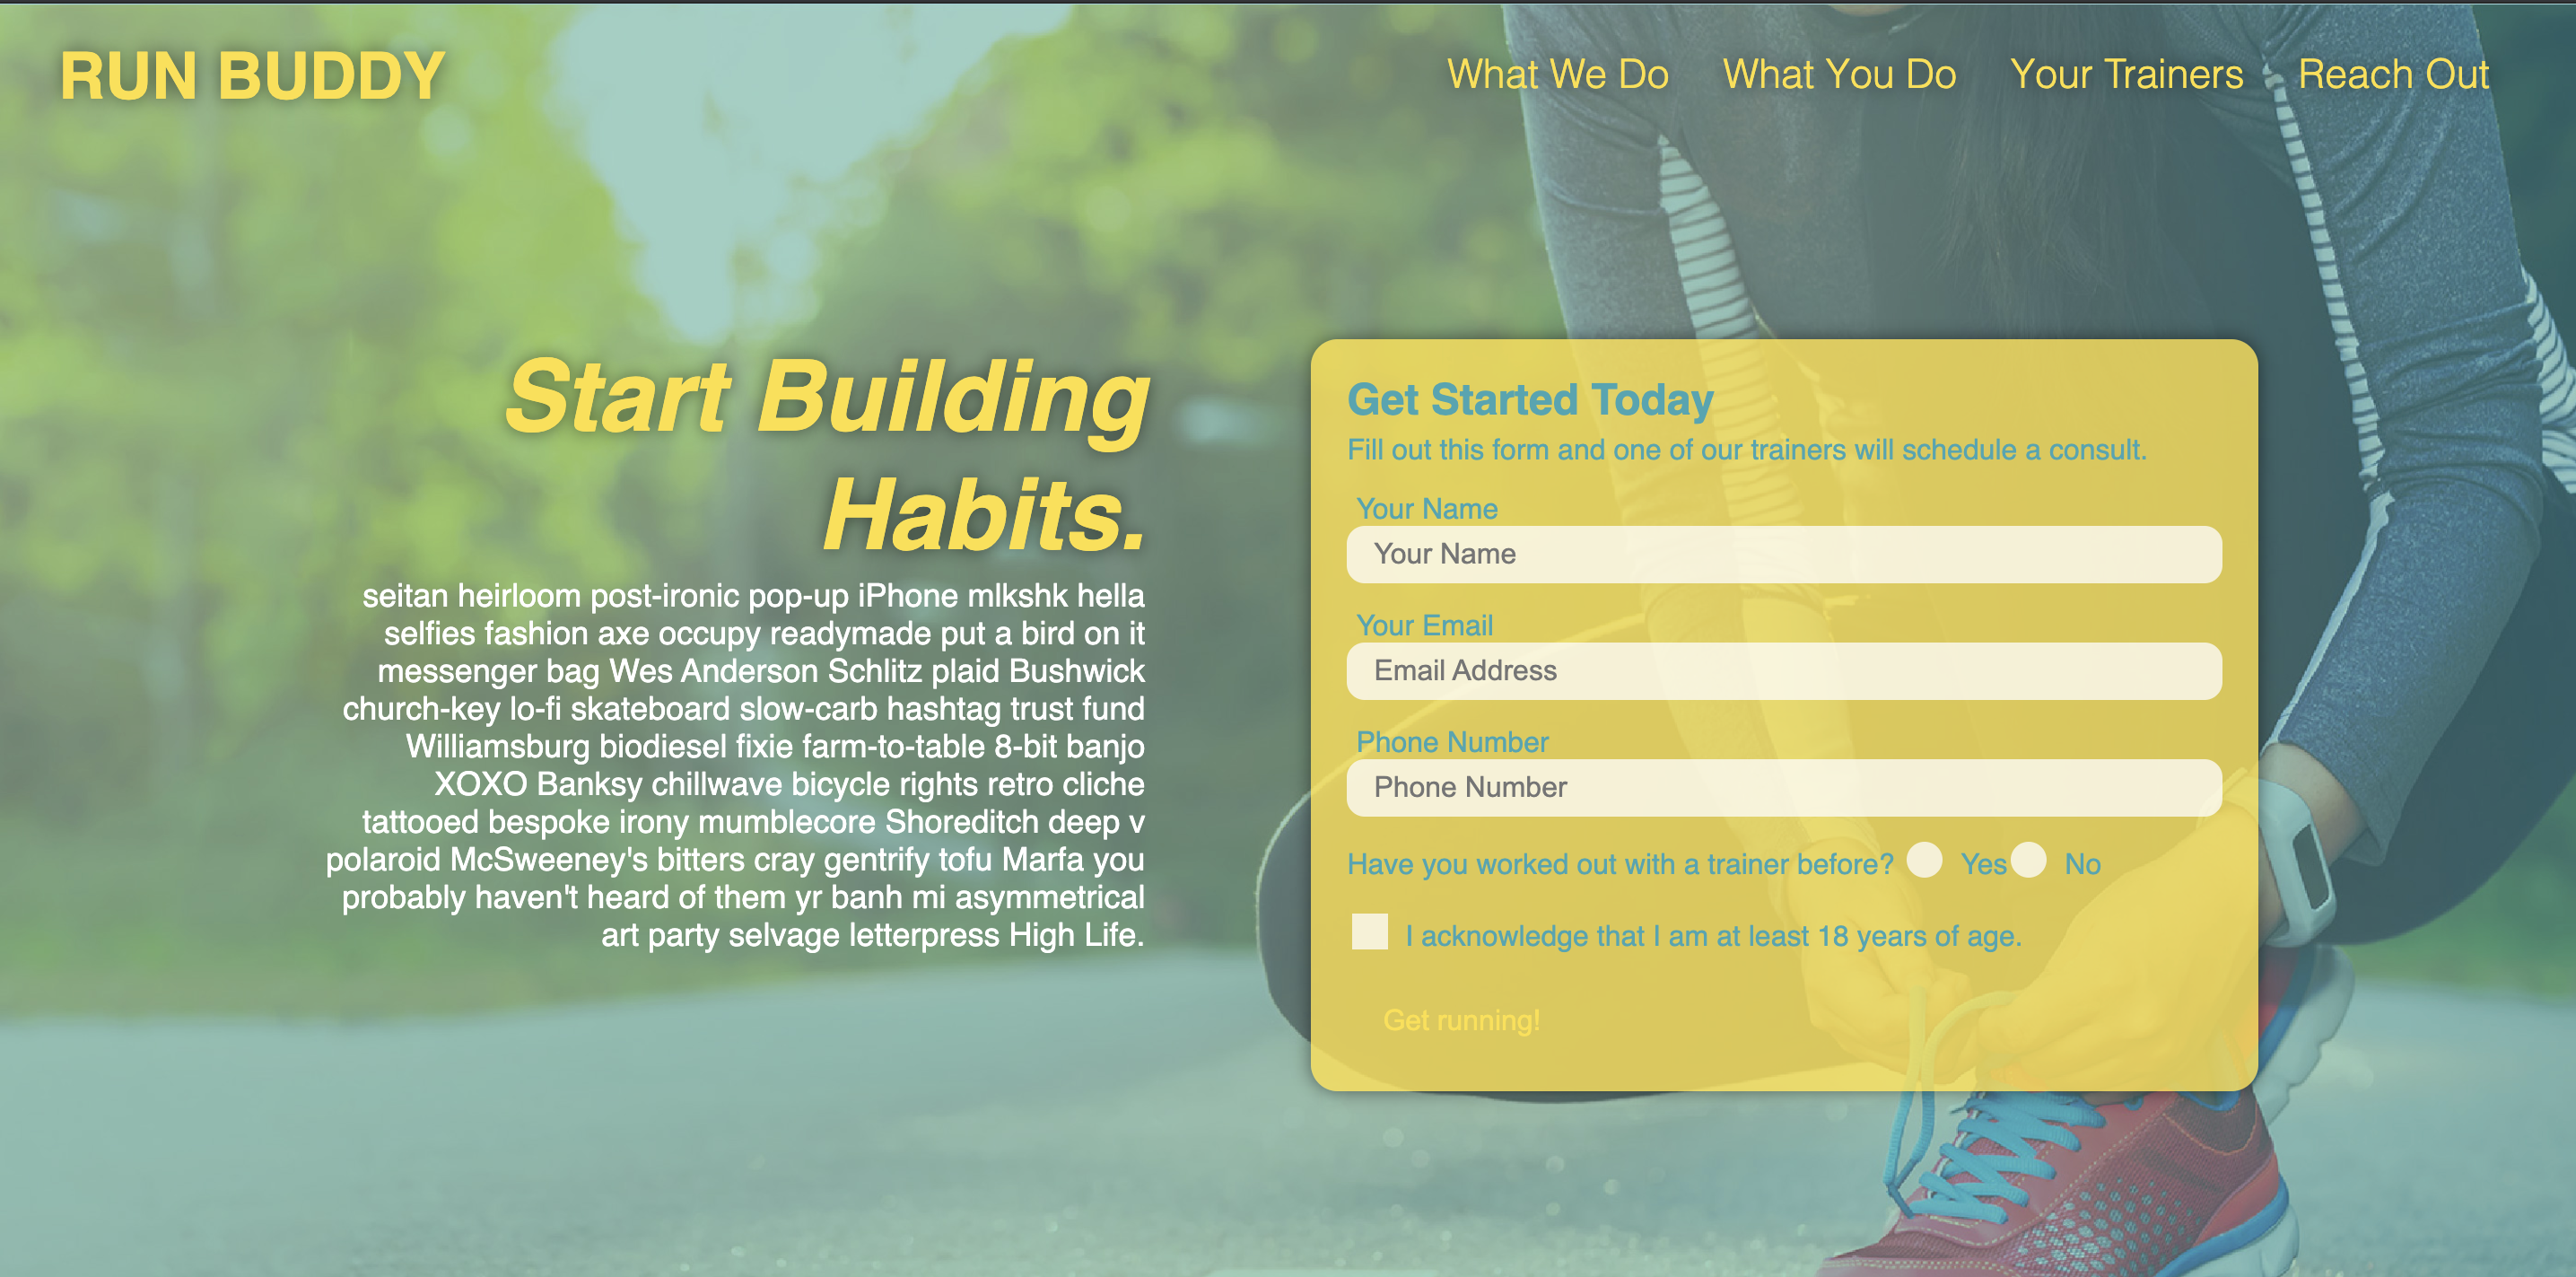 RUN BUDDY
What We Do What You Do Your Trainers Reach Out
Start Building
Habits.
seitan heirloom post-ironic pop-up iPhone mlkshk hella
selfies fashion axe occupy readymade put a bird on it
messenger bag Wes Anderson Schlitz plaid Bushwick
church-key lo-fi skateboard slow-carb hashtag trust fund
Williamsburg biodiesel fixie farm-to-table 8-bit banjo
XOXO Banksy chillwave bicycle rights retro cliche
tattooed bespoke irony mumblecore Shoreditch deep v
polaroid McSweeney's bitters cray gentrify tofu Marfa you
probably haven't heard of them yr banh mi asymmetrical
art party selvage letterpress High Life.
Get Started Today
Fill out this form and one of our trainers will schedule a consult.
Your Name
Your Name
Your Email
Email Address
Phone Number
Phone Number
Have you worked out with a trainer before? Yes No
I acknowledge that I am at least 18 years of age.
Get running!